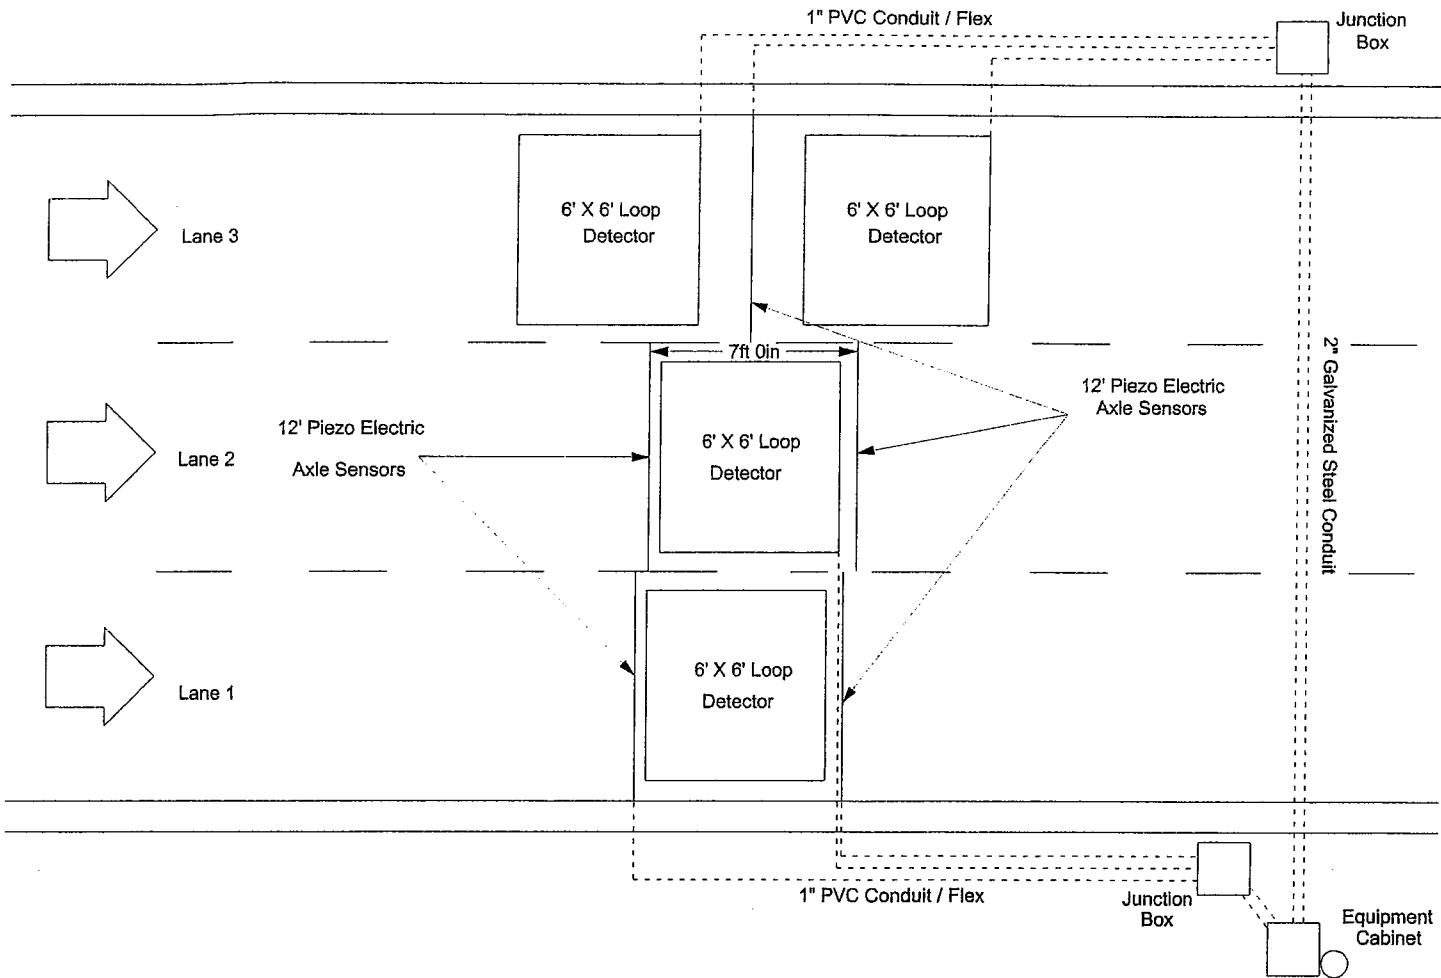 1" PVC Conduit / Flex
Junction
Box
6' X 6' Loop
Detector
6' X 6' Loop
Detector
Lane 3
7ft 0in
2" Galvanized Steel Conduit
12' Piezo Electric
Axle Sensors
12' Piezo Electric
Axle Sensors
6' X 6' Loop
Detector
Lane 2
6' X 6' Loop
Detector
Lane 1
1" PVC Conduit / Flex
Junction
Box
Equipment
Cabinet